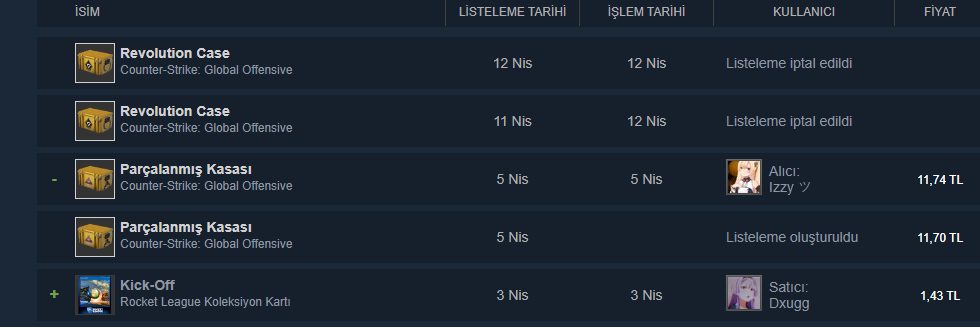 İSİM LİSTELEME TARİHİ İŞLEM TARİHİ KULLANICI FİYAT
Revolution Case
Counter-Strike: Global Offensive
12 Nis 12 Nis Listeleme iptal edildi
Revolution Case
Counter-Strike: Global Offensive
11 Nis 12 Nis Listeleme iptal edildi
-
Parçalanmış Kasası
Counter-Strike: Global Offensive
5 Nis 5 Nis
Alıcı:
Izzy ツ
11,74 TL
Parçalanmış Kasası
Counter-Strike: Global Offensive
5 Nis Listeleme oluşturuldu 11,70 TL
+
Kick-Off
Rocket League Koleksiyon Kartı
3 Nis 3 Nis
Satıcı:
Dxugg
1,43 TL